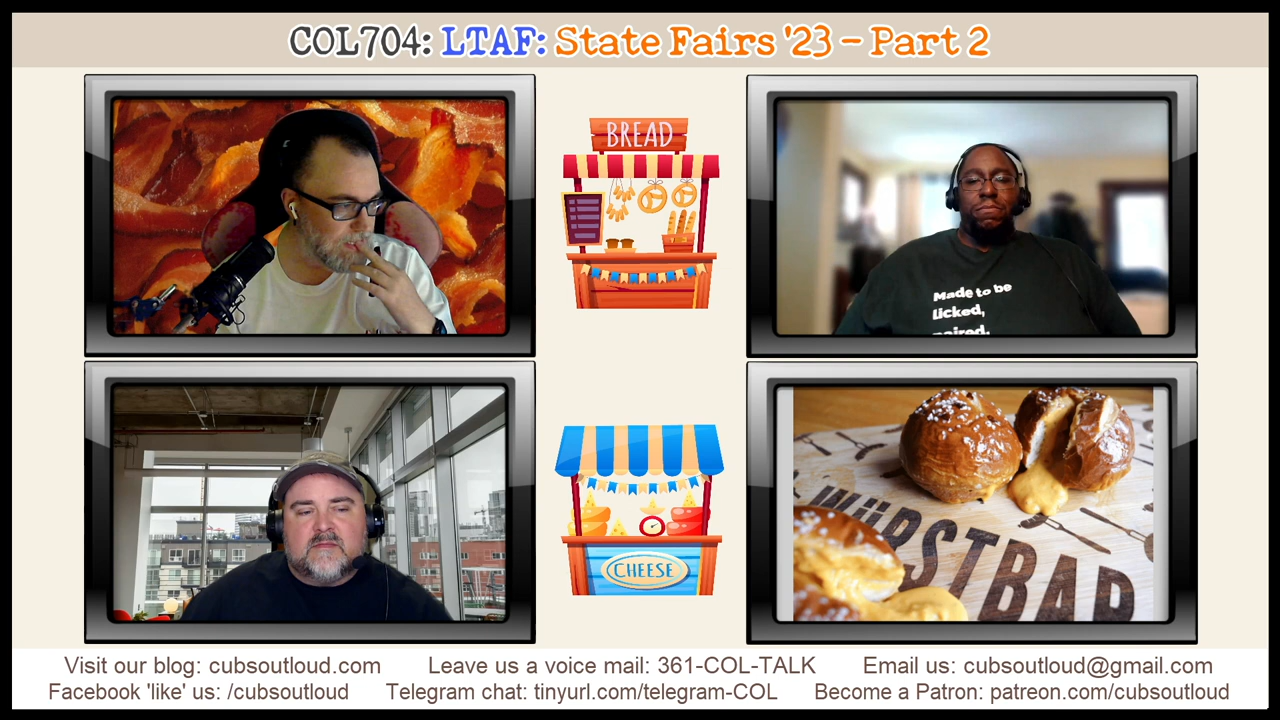 COL704: LTAF: State Fairs '23 – Part 2
BREAD
Made to be
licked,
paired,
CHEESE
WÜRSTBAR
Visit our blog: cubsoutloud.com Leave us a voice mail: 361-COL-TALK Email us: cubsoutloud@gmail.com
Facebook 'like' us: /cubsoutloud Telegram chat: tinyurl.com/telegram-COL Become a Patron: patreon.com/cubsoutloud